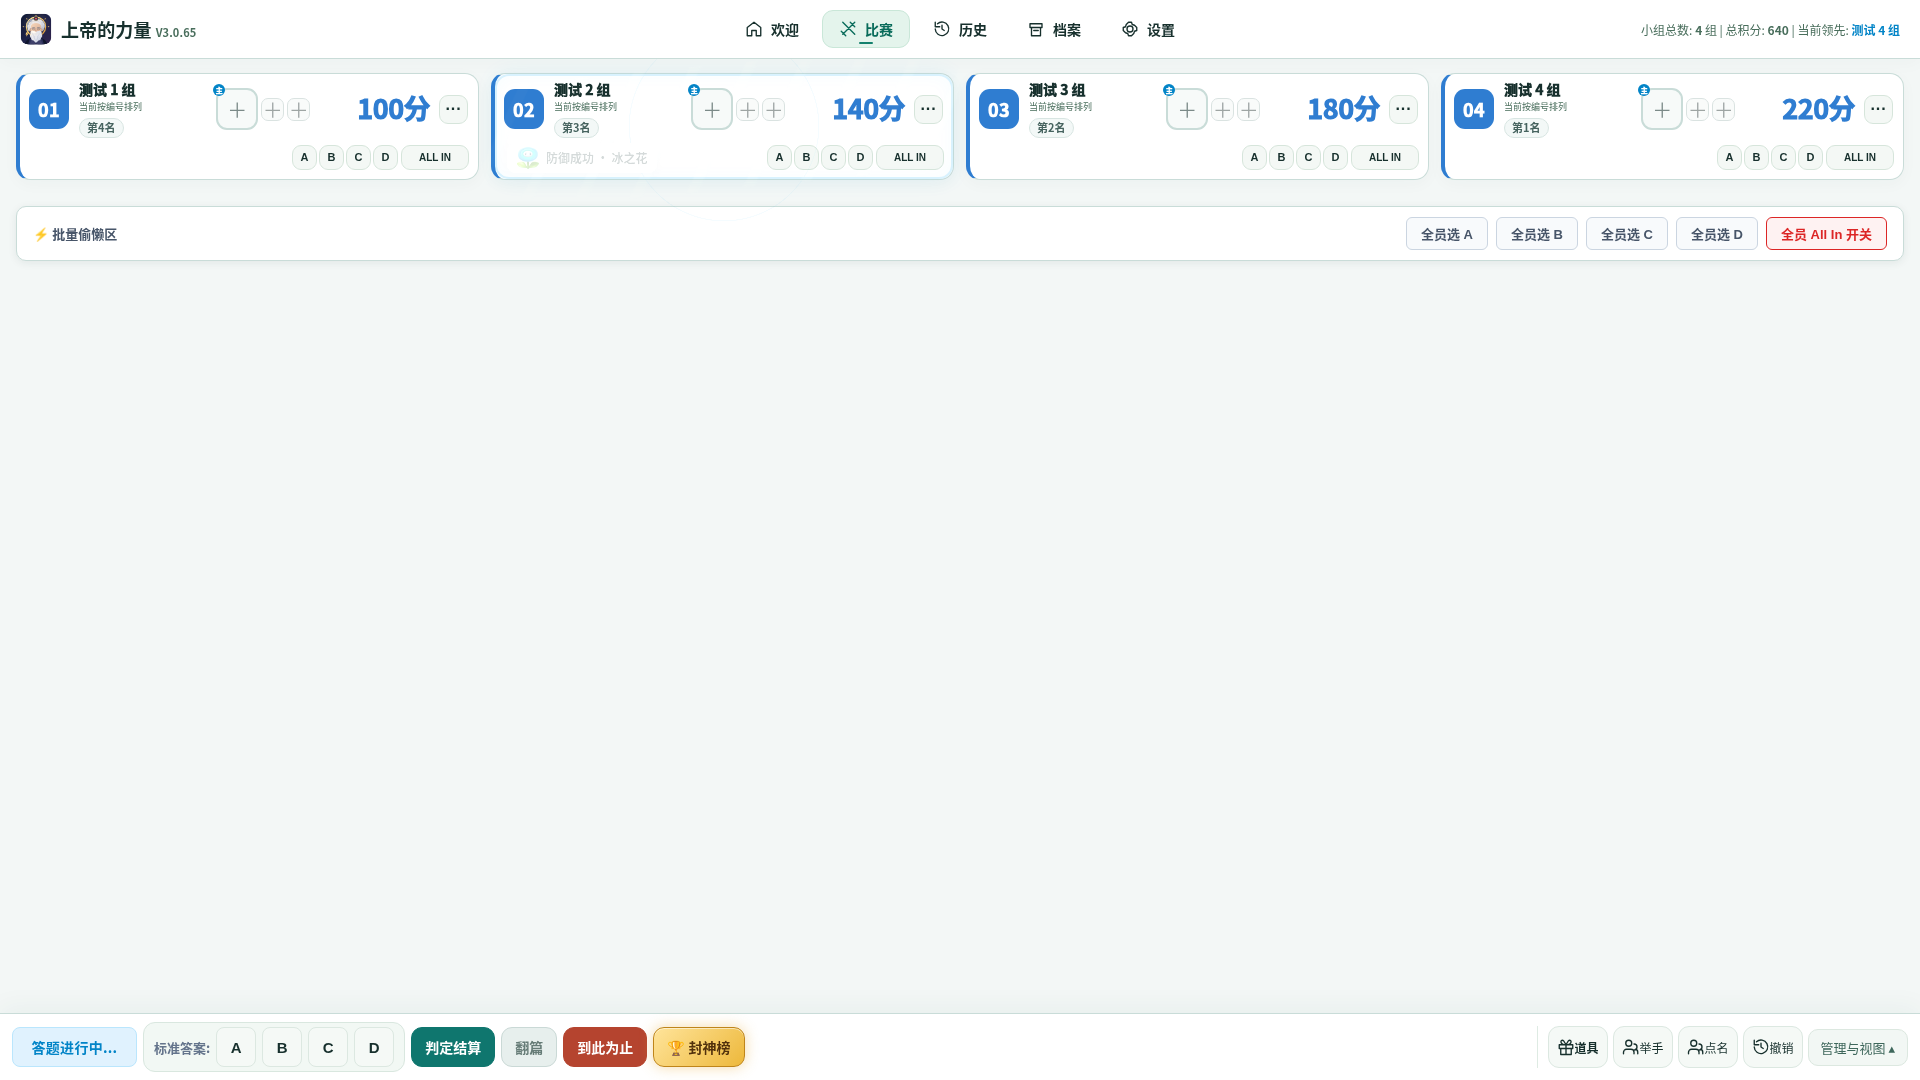 上帝的力量 V3.0.65
欢迎
比赛
历史
档案
设置
小组总数: 4 组 | 总积分: 640 | 当前领先: 测试 4 组
01
测试 1 组
当前按编号排列
第4名
主
100分
A B C D ALL IN
02
测试 2 组
当前按编号排列
第3名
主
140分
防御成功 · 冰之花
A B C D ALL IN
03
测试 3 组
当前按编号排列
第2名
主
180分
A B C D ALL IN
04
测试 4 组
当前按编号排列
第1名
主
220分
A B C D ALL IN
⚡ 批量偷懒区
全员选 A
全员选 B
全员选 C
全员选 D
全员 All In 开关
答题进行中...
标准答案: A B C D
判定结算
翻篇
到此为止
🏆 封神榜
道具
举手
点名
撤销
管理与视图 ▴